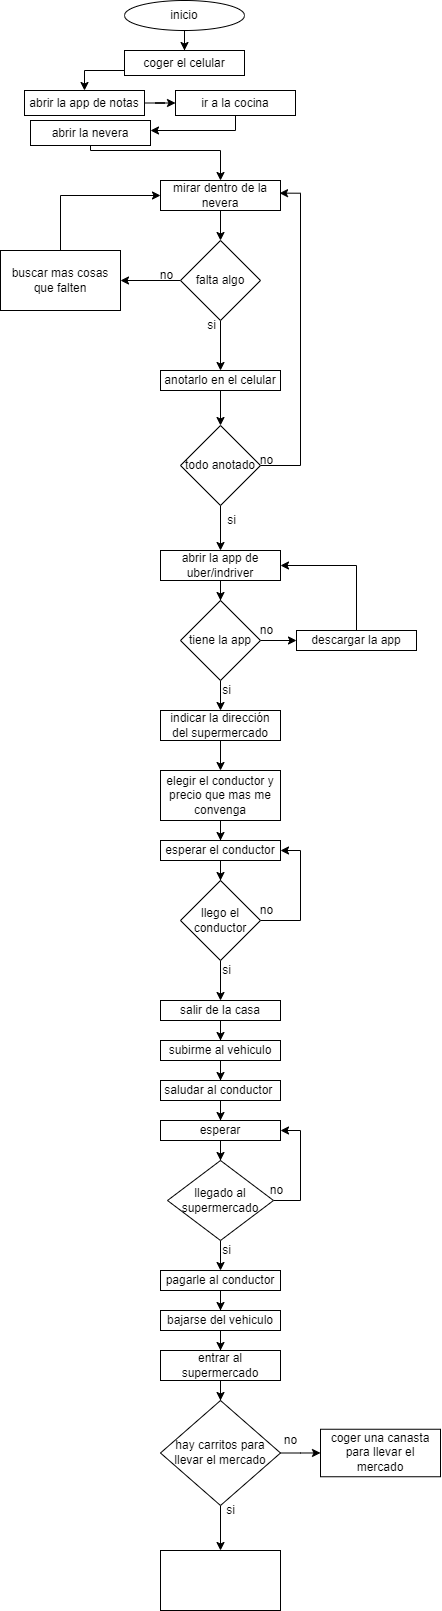 inicio
coger el celular
abrir la app de notas
ir a la cocina
abrir la nevera
mirar dentro de la
nevera
falta algo
no
buscar mas cosas
que falten
si
anotarlo en el celular
todo anotado
no
si
abrir la app de
uber/indriver
tiene la app
no
descargar la app
si
indicar la dirección
del supermercado
elegir el conductor y
precio que mas me
convenga
esperar el conductor
llego el
conductor
no
si
salir de la casa
subirme al vehiculo
saludar al conductor
esperar
llegado al
supermercado
no
si
pagarle al conductor
bajarse del vehiculo
entrar al
supermercado
hay carritos para
llevar el mercado
no
coger una canasta
para llevar el
mercado
si